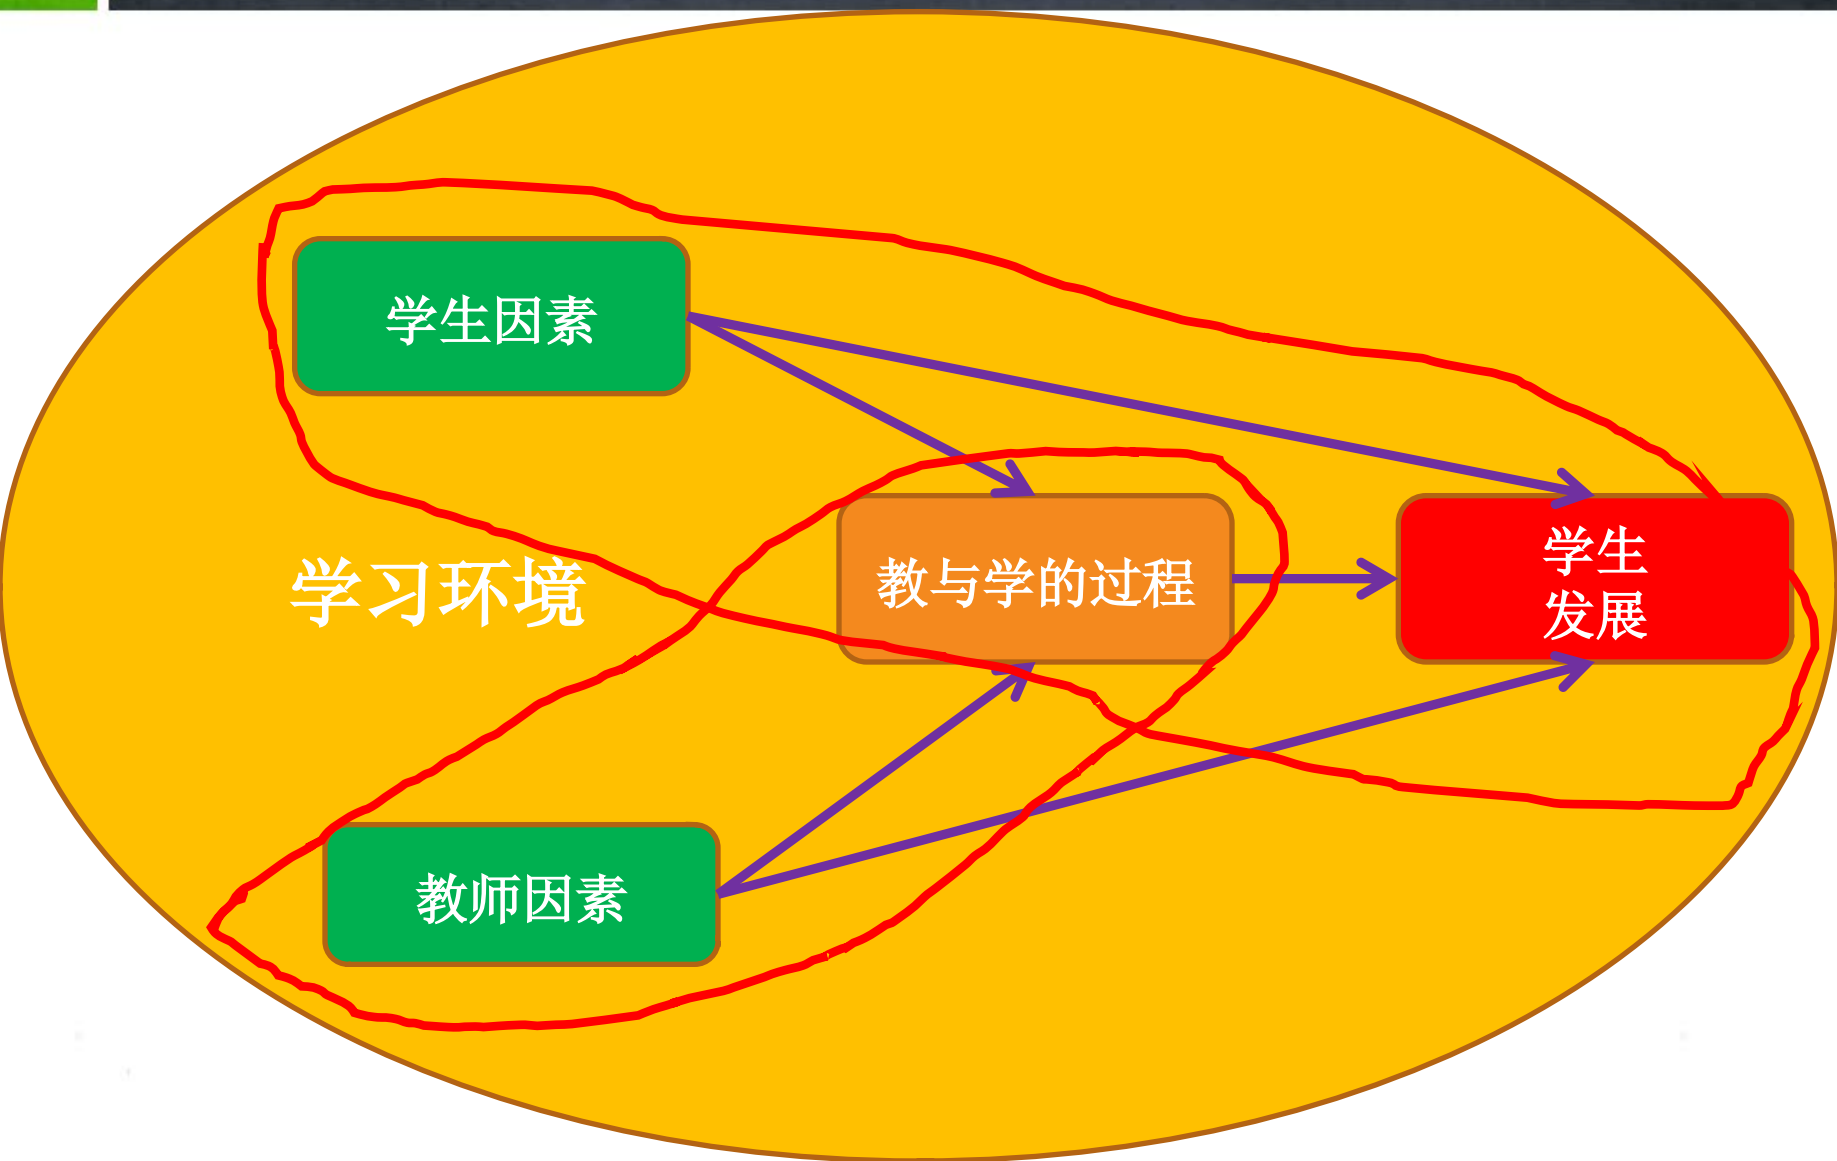 学生因素
教与学的过程
学生
发展
学习环境
教师因素